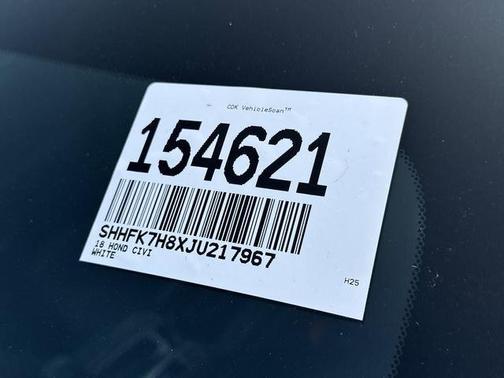 CDK VehicleScan™
154621
SHHFK7H8XJU217967
18 HOND CIVI
WHITE
H25